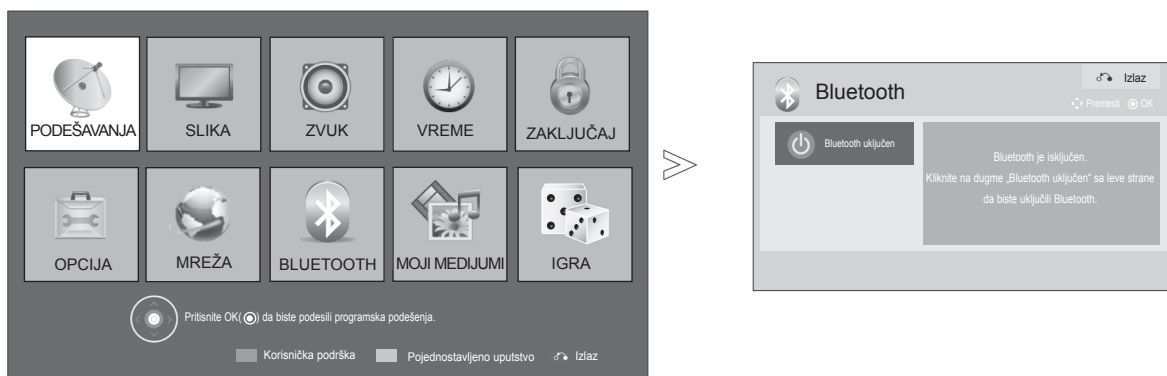 PODEŠAVANJA
SLIKA
ZVUK
VREME
ZAKLJUČAJ
OPCIJA
MREŽA
BLUETOOTH
MOJI MEDIJUMI
IGRA
Pritisnite OK( ) da biste podesili programska podešenja.
Korisnička podrška
Pojednostavljeno uputstvo
Izlaz
Bluetooth
Izlaz
Premesti
OK
Bluetooth uključen
Bluetooth je isključen.
Kliknite na dugme „Bluetooth uključen“ sa leve strane
da biste uključili Bluetooth.